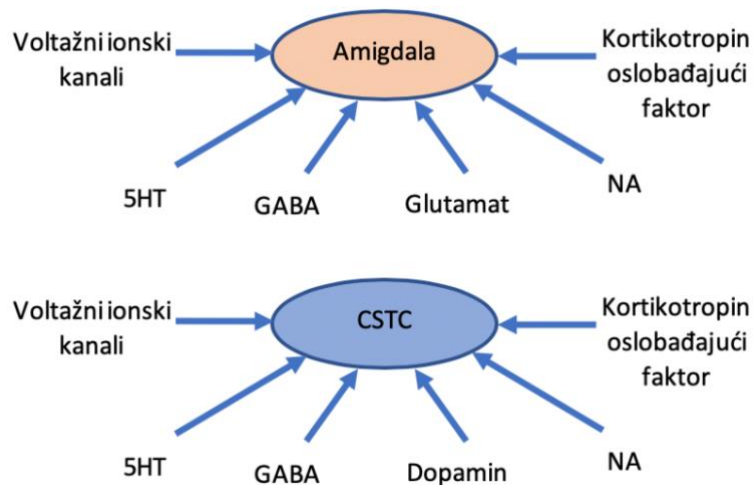 Voltažni ionski
kanali
Amigdala
Kortikotropin
oslobađajući
faktor
5HT
GABA
Glutamat
NA
Voltažni ionski
kanali
CSTC
Kortikotropin
oslobađajući
faktor
5HT
GABA
Dopamin
NA